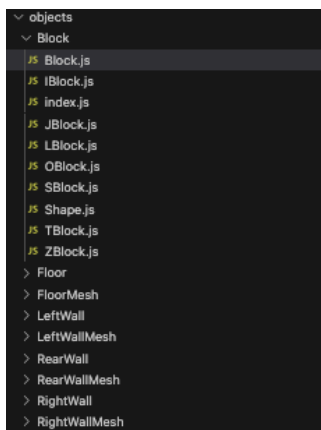 objects
Block
JS Block.js
JS IBlock.js
JS index.js
JS JBlock.js
JS LBlock.js
JS OBlock.js
JS SBlock.js
JS Shape.js
JS TBlock.js
JS ZBlock.js
Floor
FloorMesh
LeftWall
LeftWallMesh
RearWall
RearWallMesh
RightWall
RightWallMesh